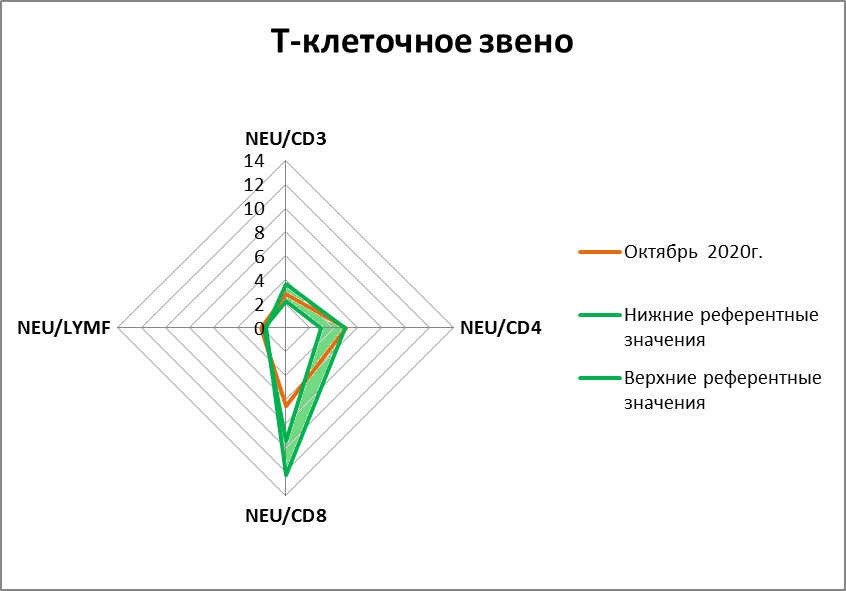 Т-клеточное звено
NEU/CD3
14
12
10
8
6
4
2
0
NEU/LYMF
NEU/CD4
NEU/CD8
Октябрь 2020г.
Нижние референтные
значения
Верхние референтные
значения